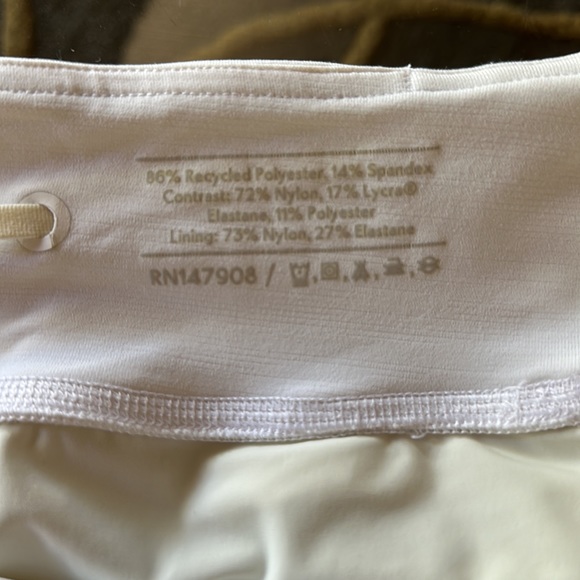 86% Recycled Polyester, 14% Spandex
Contrast: 72% Nylon, 17% Lycra®
Elastane, 11% Polyester
Lining: 73% Nylon, 27% Elastane
RN147908 /